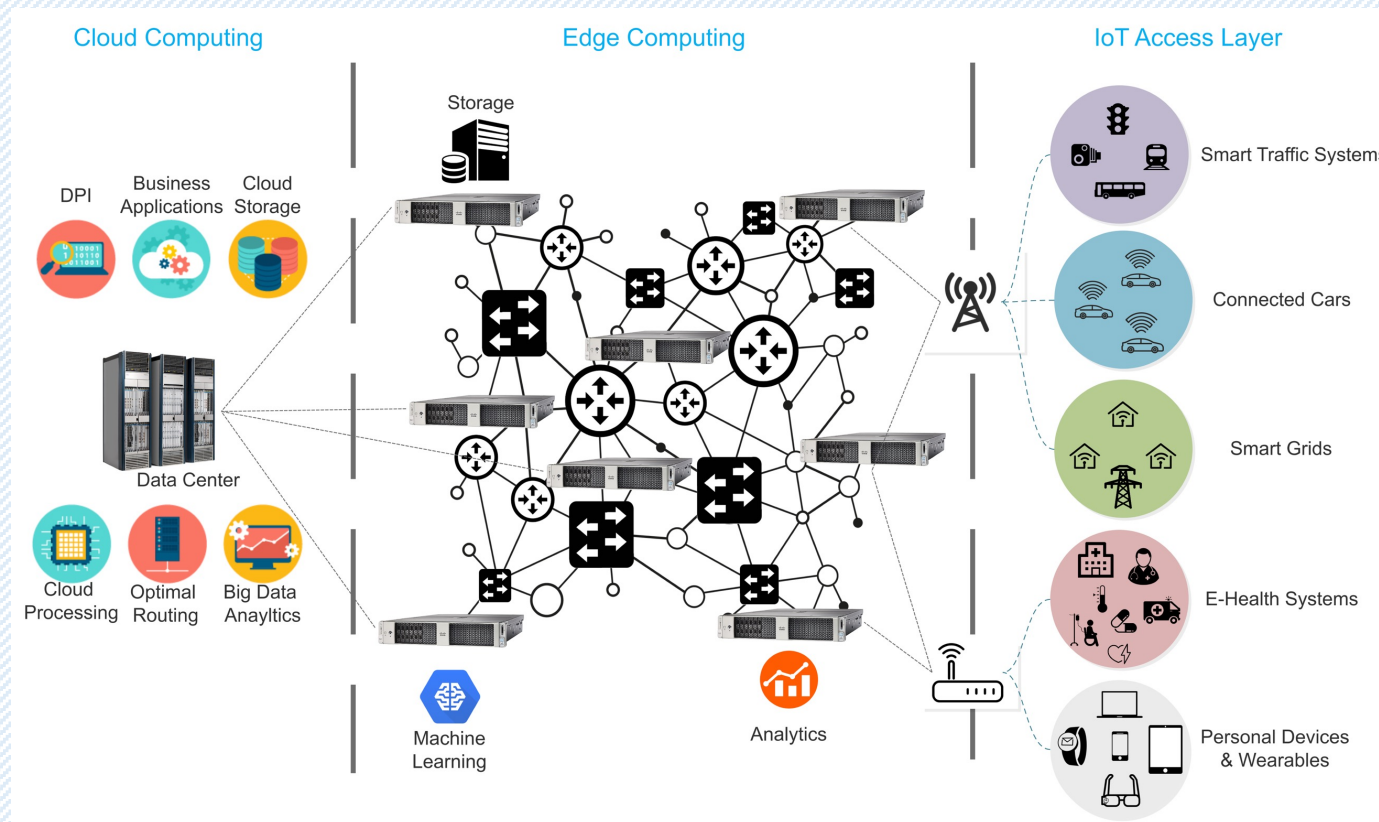 Cloud Computing
Edge Computing
IoT Access Layer
Storage
DPI
Business
Applications
Cloud
Storage
Smart Traffic Systems
Connected Cars
Smart Grids
Data Center
Cloud
Processing
Optimal
Routing
Big Data
Anayltics
E-Health Systems
Machine
Learning
Analytics
Personal Devices
& Wearables